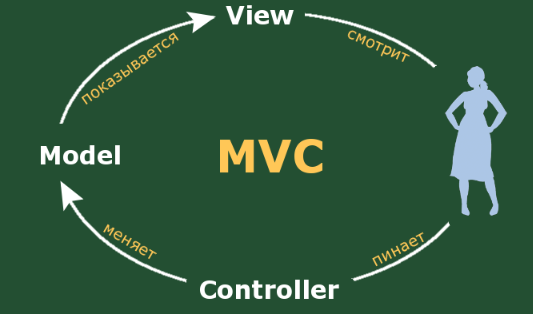 View
показывается
смотрит
Model
MVC
меняет
пинает
Controller